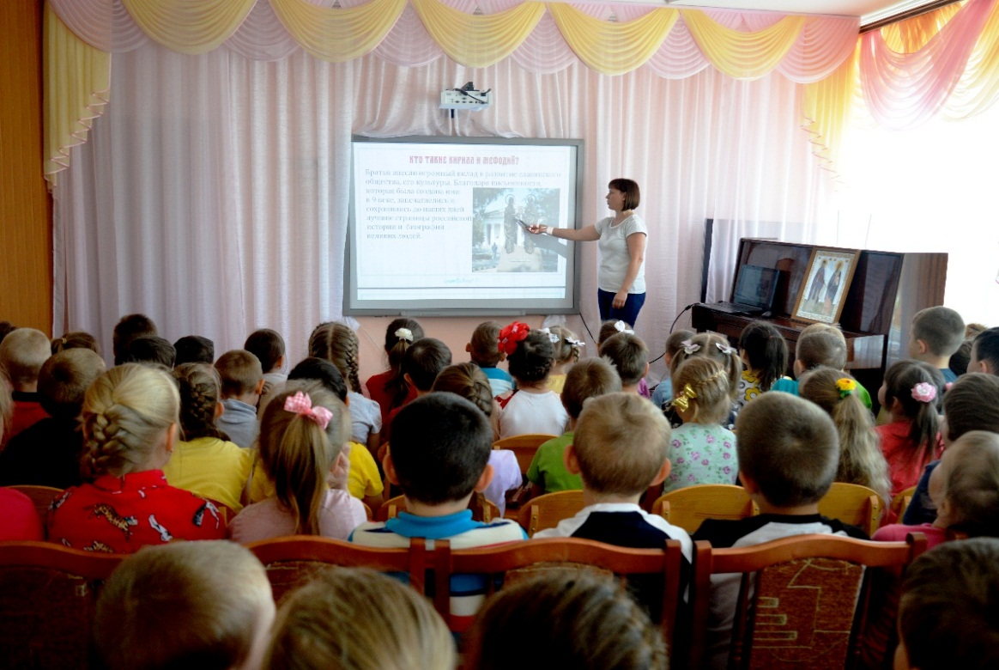 КТО ТАКИЕ КИРИЛЛ И МЕФОДИЙ?
Братья внесли огромный вклад в развитие славянского
общества, его культуры. Благодаря письменности,
которая была создана ими
в 9 веке, запечатлелись и
сохранились до наших дней
лучшие страницы российской
истории и биографии
великих людей.